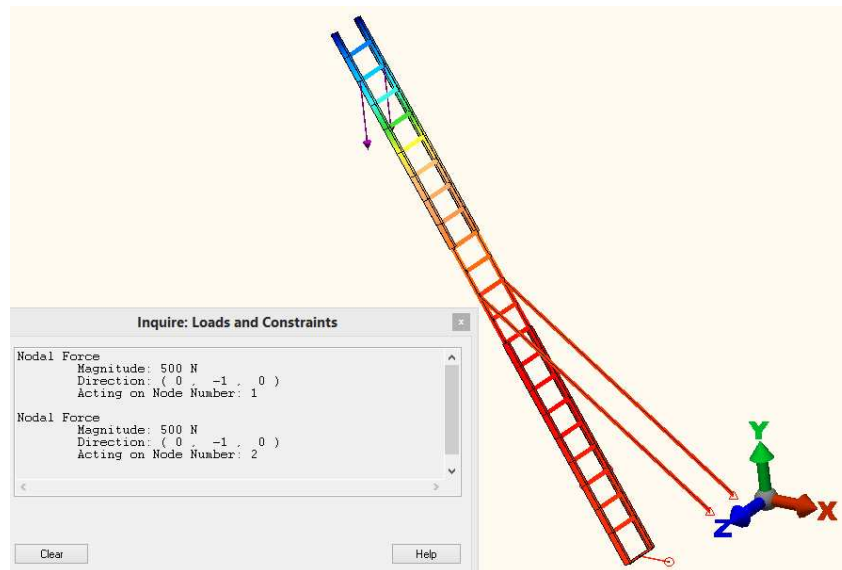 Inquire: Loads and Constraints
x
Nodal Force
Magnitude: 500 N
Direction: ( 0 , -1 , 0 )
Acting on Node Number: 1
Nodal Force
Magnitude: 500 N
Direction: ( 0 , -1 , 0 )
Acting on Node Number: 2
Clear
Help
Y
X
Z